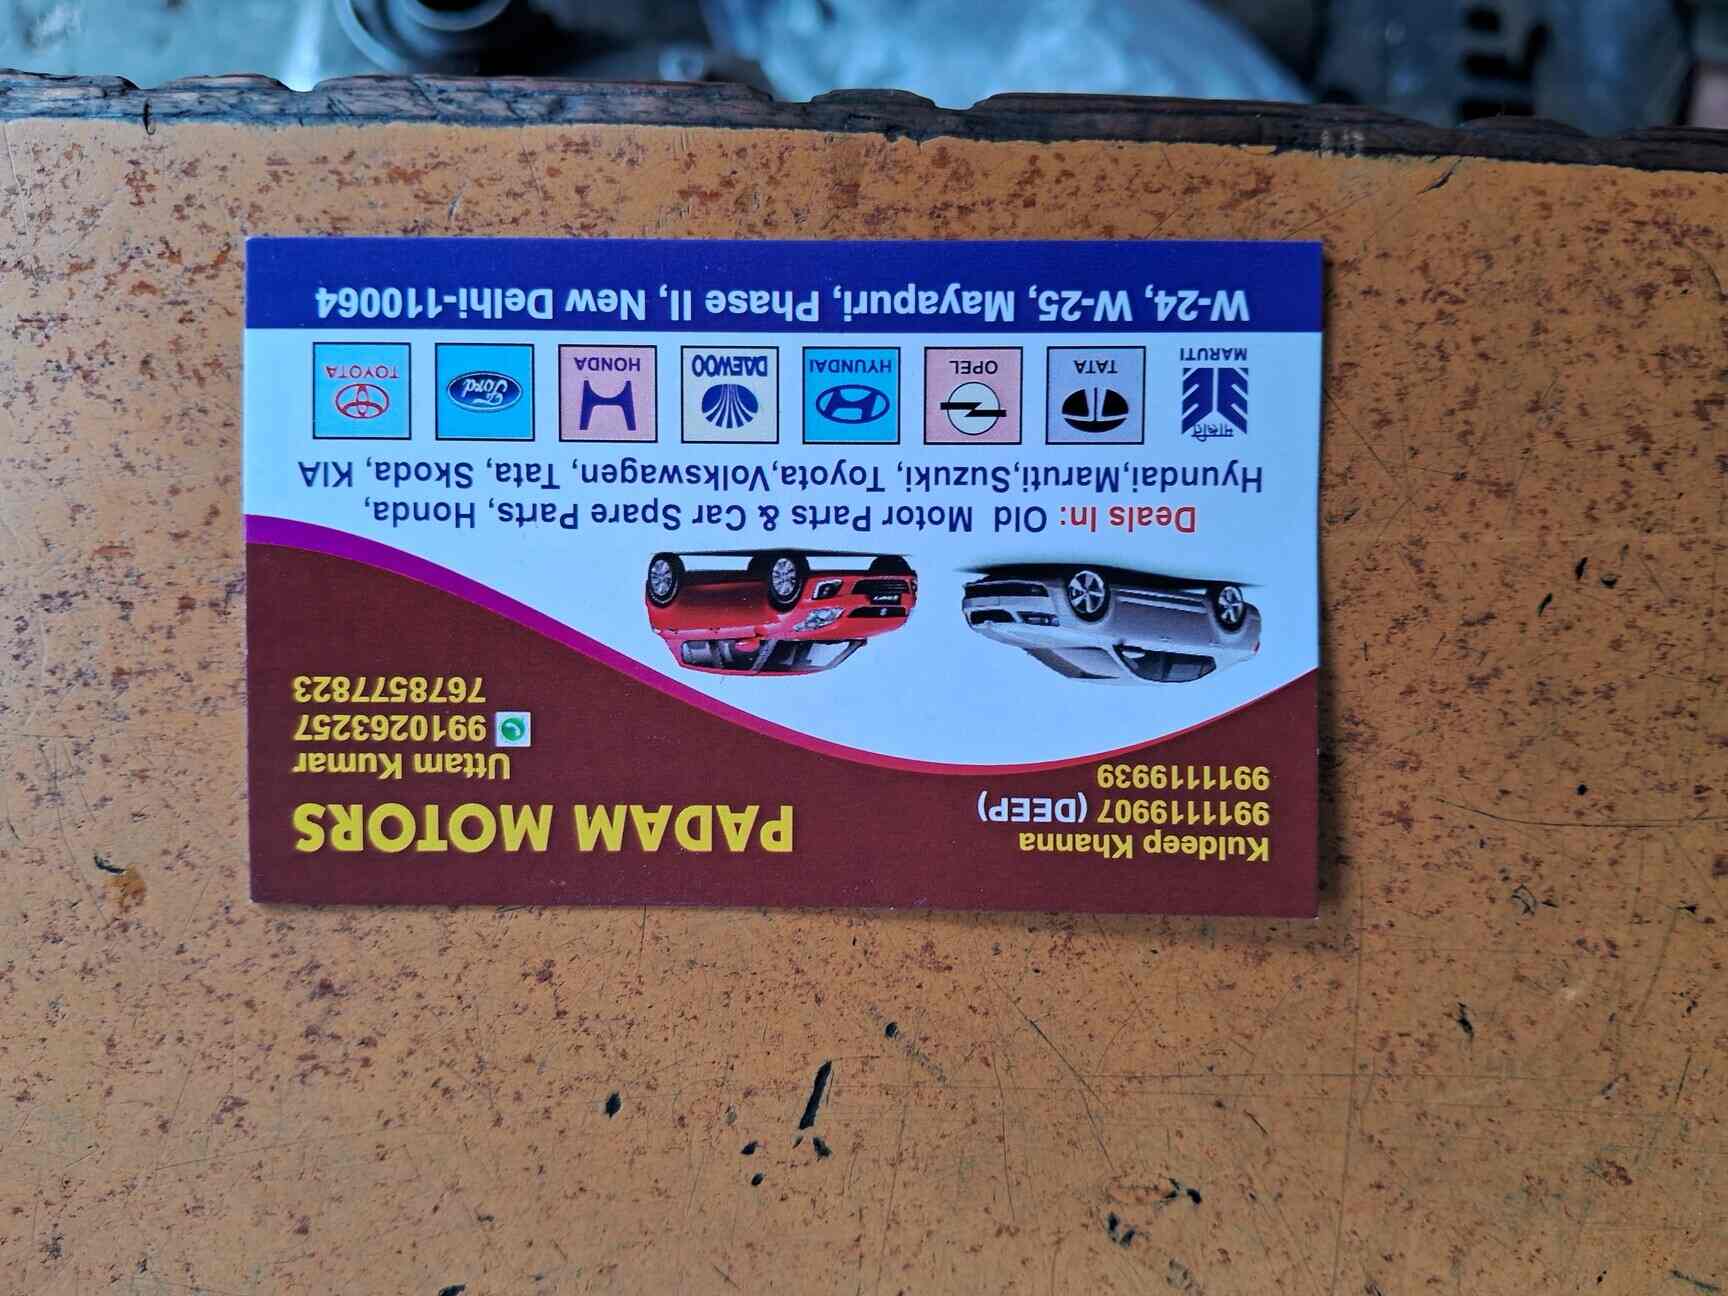 Kuldeep Khanna
9911119907 (DEEP)
9911119939
PADAM MOTORS
Uttam Kumar
9910263257
7678577823
Deals In: Old Motor Parts & Car Spare Parts, Honda,
Hyundai,Maruti,Suzuki, Toyota,Volkswagen, Tata, Skoda, KIA
मारुति
MARUTI
TATA
OPEL
HYUNDAI
DAEWOO
HONDA
Ford
TOYOTA
W-24, W-25, Mayapuri, Phase II, New Delhi-110064